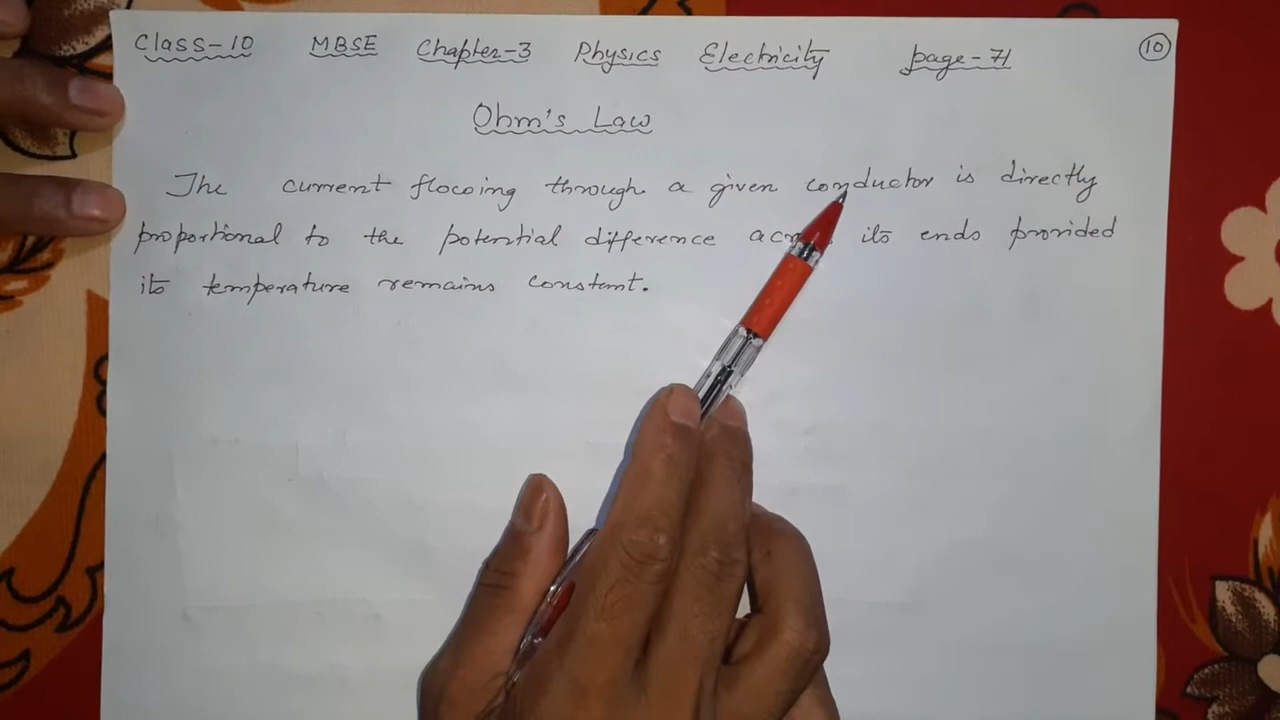 Class-10 MBSE Chapter-3 Physics Electricity page-71 10
Ohm's Law
The current flowing through a given conductor is directly
proportional to the potential difference across its ends provided
its temperature remains constant.